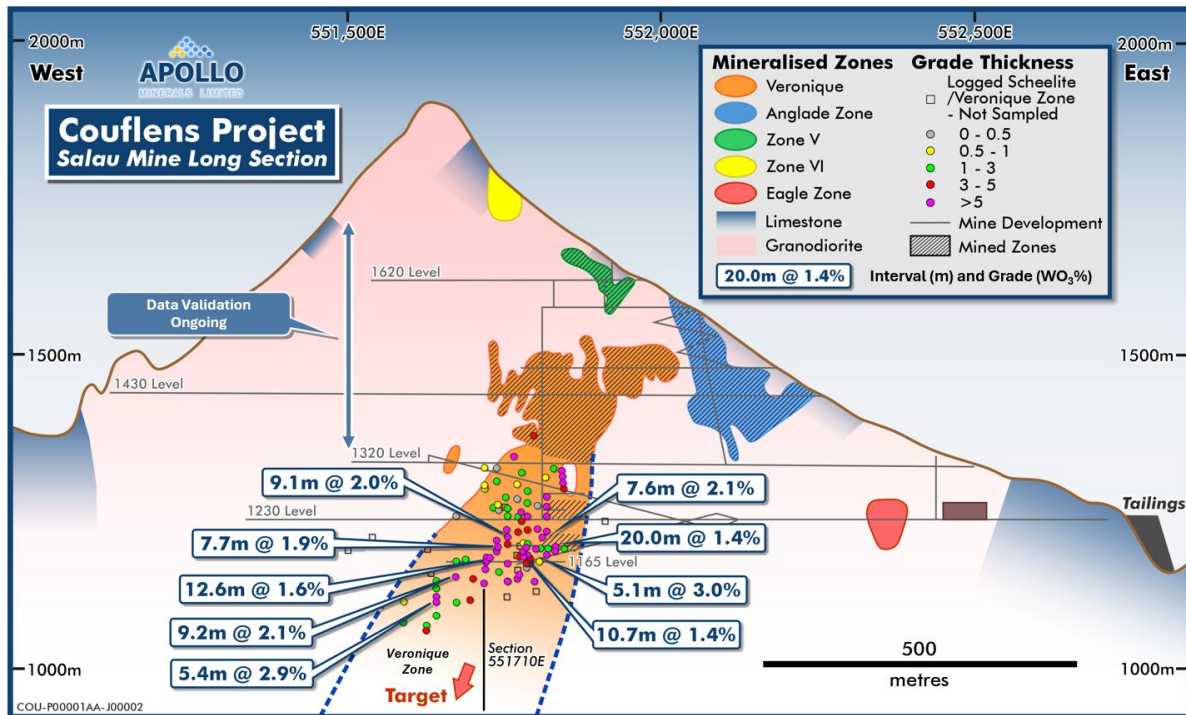 551,500E
552,000E
552,500E
2000m
2000m
West
East
APOLLO
MINERALS LIMITED
Couflens Project
Salau Mine Long Section
Mineralised Zones
Veronique
Anglade Zone
Zone V
Zone VI
Eagle Zone
Limestone
Granodiorite
20.0m @ 1.4%
Interval (m) and Grade (WO₃%)
Grade Thickness
Logged Scheelite
/Veronique Zone
- Not Sampled
0 - 0.5
0.5 - 1
1 - 3
3 - 5
>5
Mine Development
Mined Zones
1620 Level
Data Validation
Ongoing
1500m
1500m
1430 Level
1320 Level
9.1m @ 2.0%
7.6m @ 2.1%
1230 Level
Tailings
7.7m @ 1.9%
20.0m @ 1.4%
1165 Level
12.6m @ 1.6%
5.1m @ 3.0%
9.2m @ 2.1%
10.7m @ 1.4%
5.4m @ 2.9%
Veronique
Zone
Section
551710E
Target
500
metres
1000m
1000m
COU-P00001AA-J00002